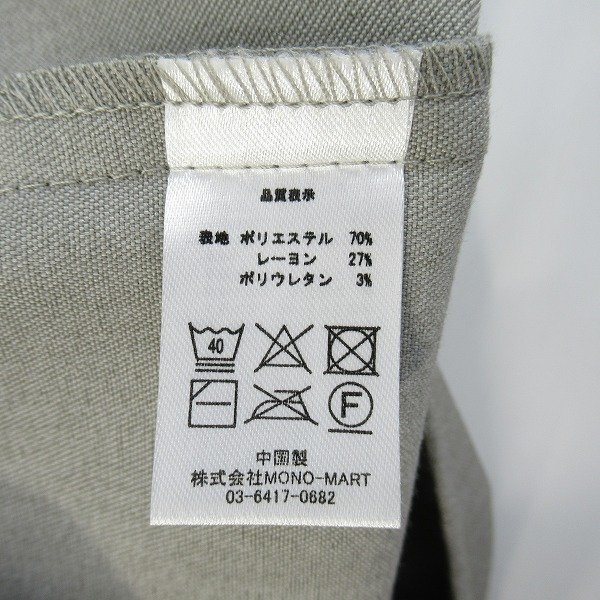 品質表示
表地 ポリエステル 70%
レーヨン 27%
ポリウレタン 3%
40
F
中国製
株式会社MONO-MART
03-6417-0682